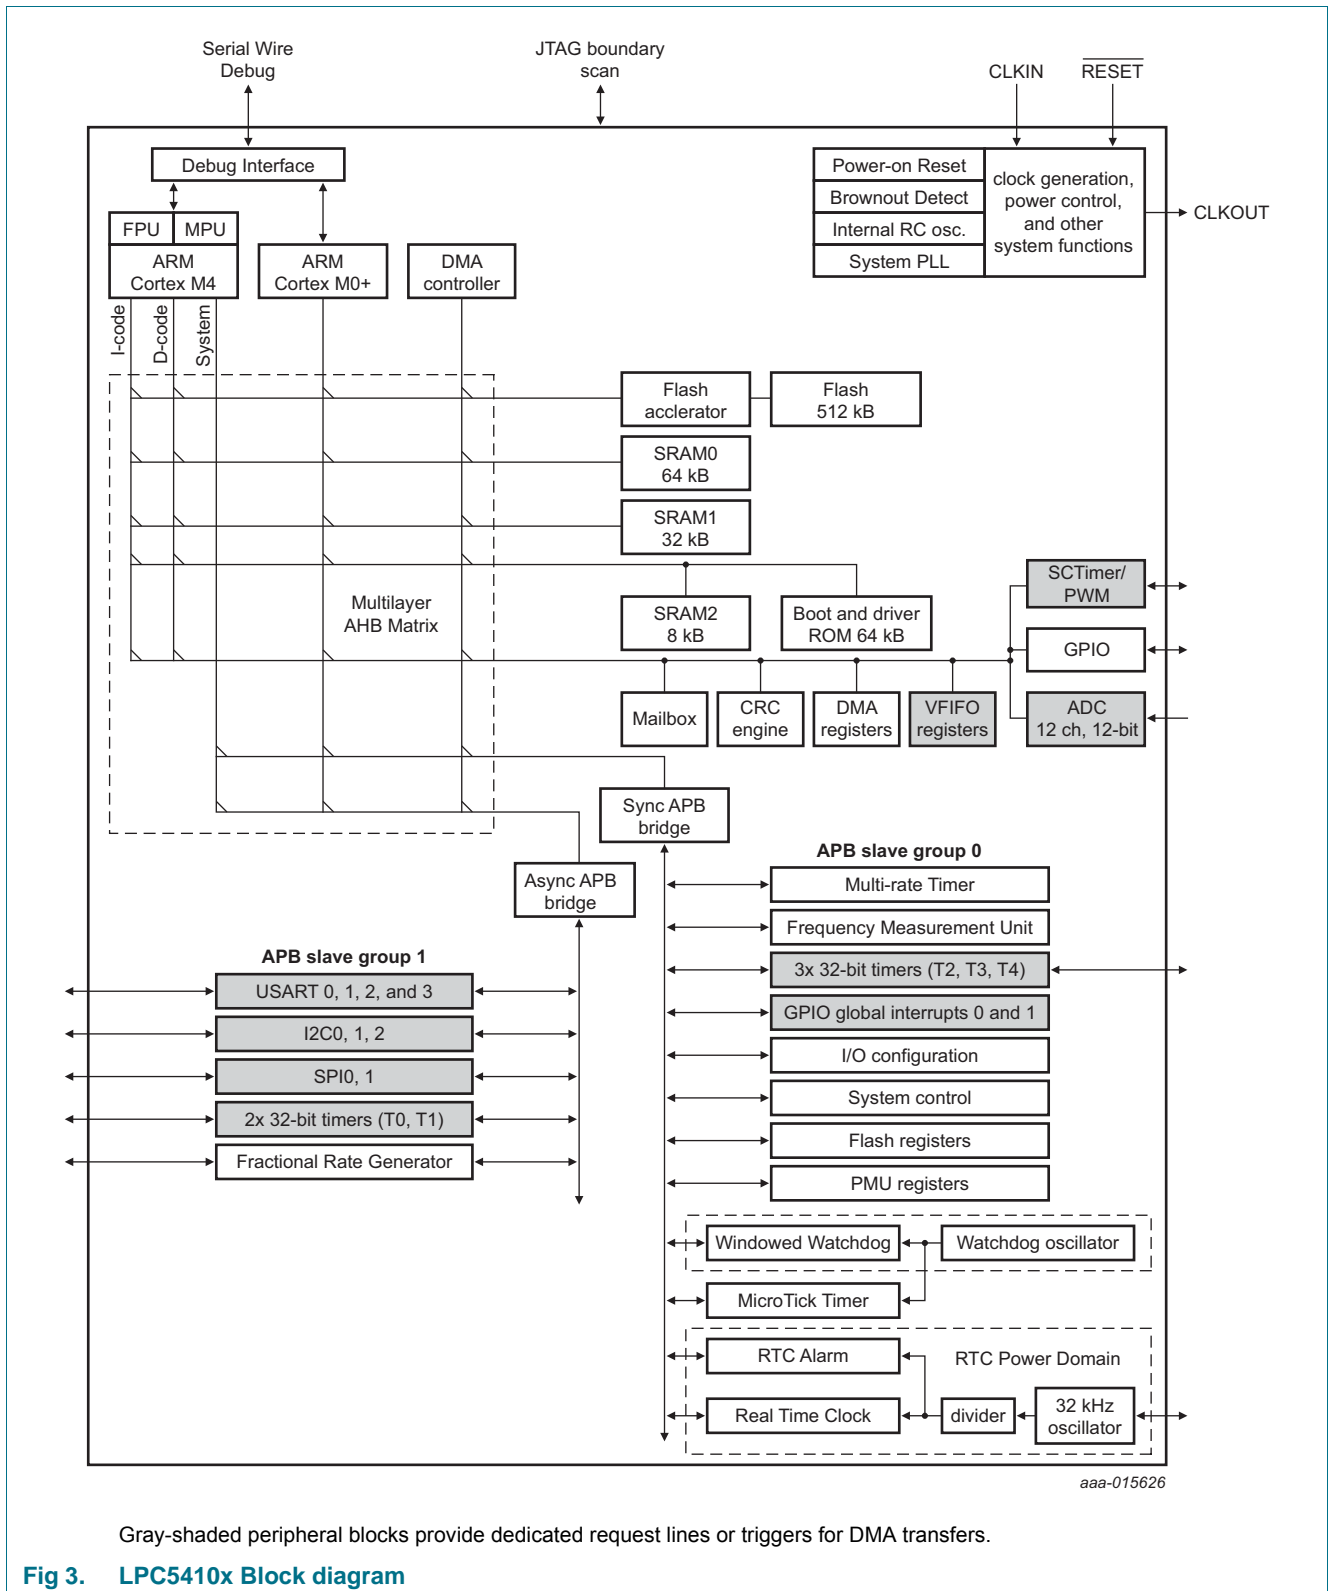 Serial Wire
Debug
JTAG boundary
scan
CLKIN
RESET
Debug Interface
FPU
MPU
ARM
Cortex M4
ARM
Cortex M0+
DMA
controller
Power-on Reset
Brownout Detect
Internal RC osc.
System PLL
clock generation,
power control,
and other
system functions
CLKOUT
I-code
D-code
System
Flash
acclerator
Flash
512 kB
SRAM0
64 kB
SRAM1
32 kB
Multilayer
AHB Matrix
SRAM2
8 kB
Boot and driver
ROM 64 kB
SCTimer/
PWM
GPIO
ADC
12 ch, 12-bit
Mailbox
CRC
engine
DMA
registers
VFIFO
registers
Sync APB
bridge
Async APB
bridge
APB slave group 0
Multi-rate Timer
Frequency Measurement Unit
3x 32-bit timers (T2, T3, T4)
GPIO global interrupts 0 and 1
I/O configuration
System control
Flash registers
PMU registers
APB slave group 1
USART 0, 1, 2, and 3
I2C0, 1, 2
SPI0, 1
2x 32-bit timers (T0, T1)
Fractional Rate Generator
Windowed Watchdog
Watchdog oscillator
MicroTick Timer
RTC Alarm
RTC Power Domain
Real Time Clock
divider
32 kHz
oscillator
aaa-015626
Gray-shaded peripheral blocks provide dedicated request lines or triggers for DMA transfers.
Fig 3. LPC5410x Block diagram